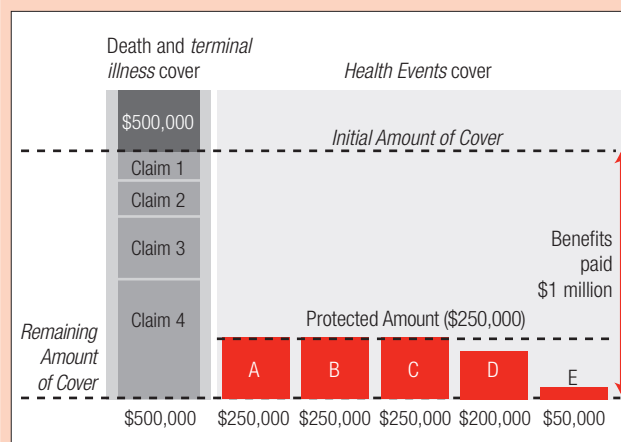 Death and terminal
illness cover
Health Events cover
$500,000
Initial Amount of Cover
Claim 1
Claim 2
Claim 3
Claim 4
Benefits
paid
$1 million
Protected Amount ($250,000)
Remaining
Amount
of Cover
A
B
C
D
E
$500,000 $250,000 $250,000 $250,000 $200,000 $50,000